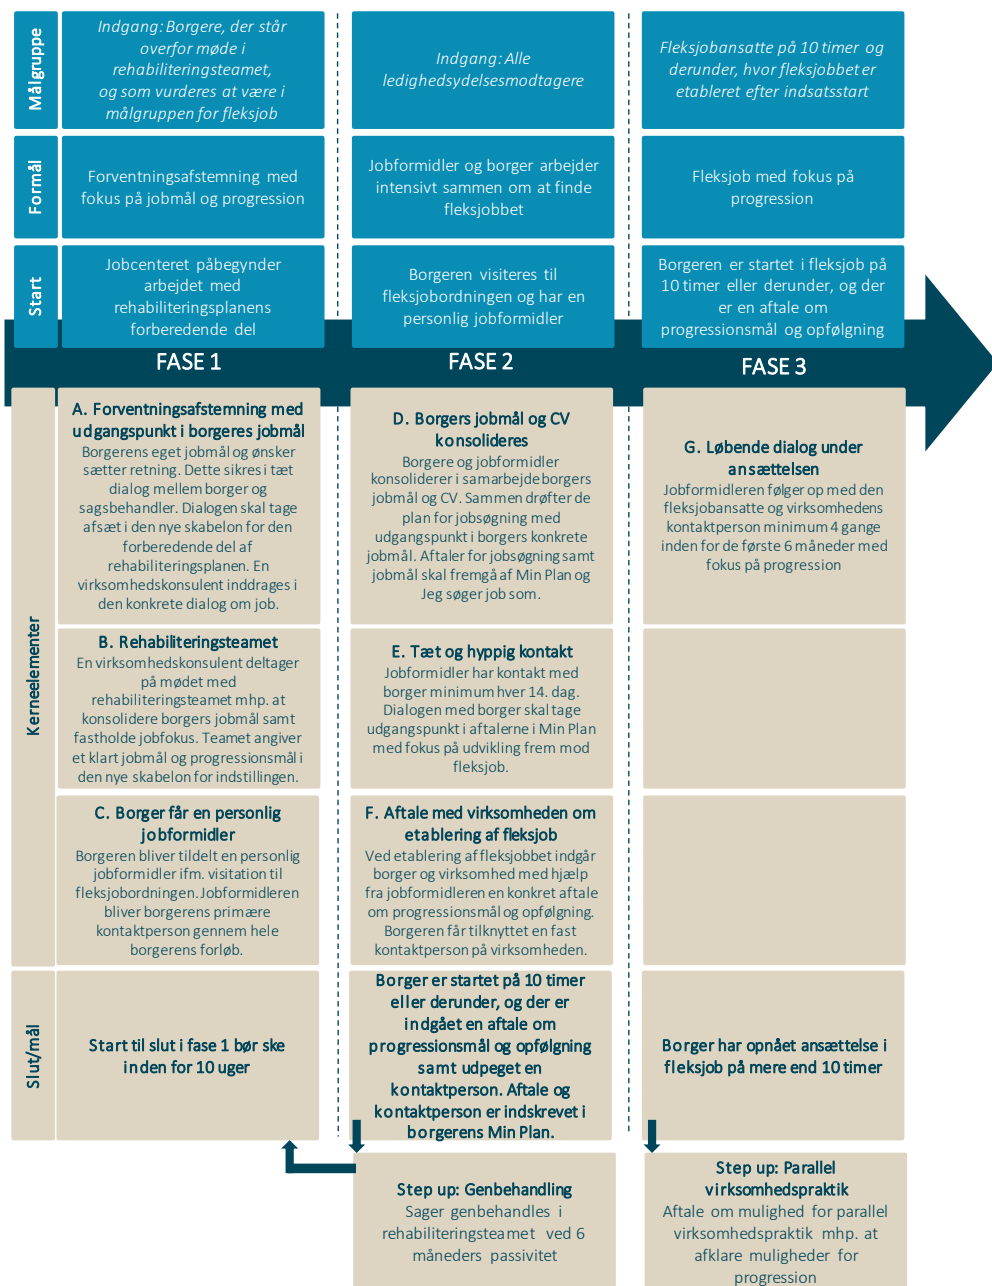 Målgruppe
Indgang: Borgere, der står
overfor møde i
rehabiliteringsteamet,
og som vurderes at være i
målgruppen for fleksjob
Indgang: Alle
ledighedsydelsesmodtagere
Fleksjobansatte på 10 timer og
derunder, hvor fleksjobbet er
etableret efter indsatsstart
Formål
Forventningsafstemning med
fokus på jobmål og progression
Jobformidler og borger arbejder
intensivt sammen om at finde
fleksjobbet
Fleksjob med fokus på
progression
Start
Jobcenteret påbegynder
arbejdet med
rehabiliteringsplanens
forberedende del
Borgeren visiteres til
fleksjobordningen og har en
personlig jobformidler
Borgeren er startet i fleksjob på
10 timer eller derunder, og der
er en aftale om
progressionsmål og opfølgning
FASE 1
FASE 2
FASE 3
Kerneelementer
A. Forventningsafstemning med
udgangspunkt i borgeres jobmål
Borgerens eget jobmål og ønsker
sætter retning. Dette sikres i tæt
dialog mellem borger og
sagsbehandler. Dialogen skal tage
afsæt i den nye skabelon for den
forberedende del af
rehabiliteringsplanen. En
virksomhedskonsulent inddrages i
den konkrete dialog om job.
D. Borgers jobmål og CV
konsolideres
Borgere og jobformidler
konsoliderer i samarbejde borgers
jobmål og CV. Sammen drøfter de
plan for jobsøgning med
udgangspunkt i borgers konkrete
jobmål. Aftaler for jobsøgning samt
jobmål skal fremgå af Min Plan og
Jeg søger job som.
G. Løbende dialog under
ansættelsen
Jobformidleren følger op med den
fleksjobansatte og virksomhedens
kontaktperson minimum 4 gange
inden for de første 6 måneder med
fokus på progression
B. Rehabiliteringsteamet
En virksomhedskonsulent deltager
på mødet med
rehabiliteringsteamet mhp. at
konsolidere borgers jobmål samt
fastholde jobfokus. Teamet angiver
et klart jobmål og progressionsmål i
den nye skabelon for indstillingen.
E. Tæt og hyppig kontakt
Jobformidler har kontakt med
borger minimum hver 14. dag.
Dialogen med borger skal tage
udgangspunkt i aftalerne i Min Plan
med fokus på udvikling frem mod
fleksjob.
C. Borger får en personlig
jobformidler
Borgeren bliver tildelt en personlig
jobformidler ifm. visitation til
fleksjobordningen. Jobformidleren
bliver borgerens primære
kontaktperson gennem hele
borgerens forløb.
F. Aftale med virksomheden om
etablering af fleksjob
Ved etablering af fleksjobbet indgår
borger og virksomhed med hjælp
fra jobformidleren en konkret aftale
om progressionsmål og opfølgning.
Borgeren får tilknyttet en fast
kontaktperson på virksomheden.
Slut/mål
Start til slut i fase 1 bør ske
inden for 10 uger
Borger er startet på 10 timer
eller derunder, og der er
indgået en aftale om
progressionsmål og opfølgning
samt udpeget en
kontaktperson. Aftale og
kontaktperson er indskrevet i
borgerens Min Plan.
Borger har opnået ansættelse i
fleksjob på mere end 10 timer
Step up: Genbehandling
Sager genbehandles i
rehabiliteringsteamet ved 6
måneders passivitet
Step up: Parallel
virksomhedspraktik
Aftale om mulighed for parallel
virksomhedspraktik mhp. at
afklare muligheder for
progression